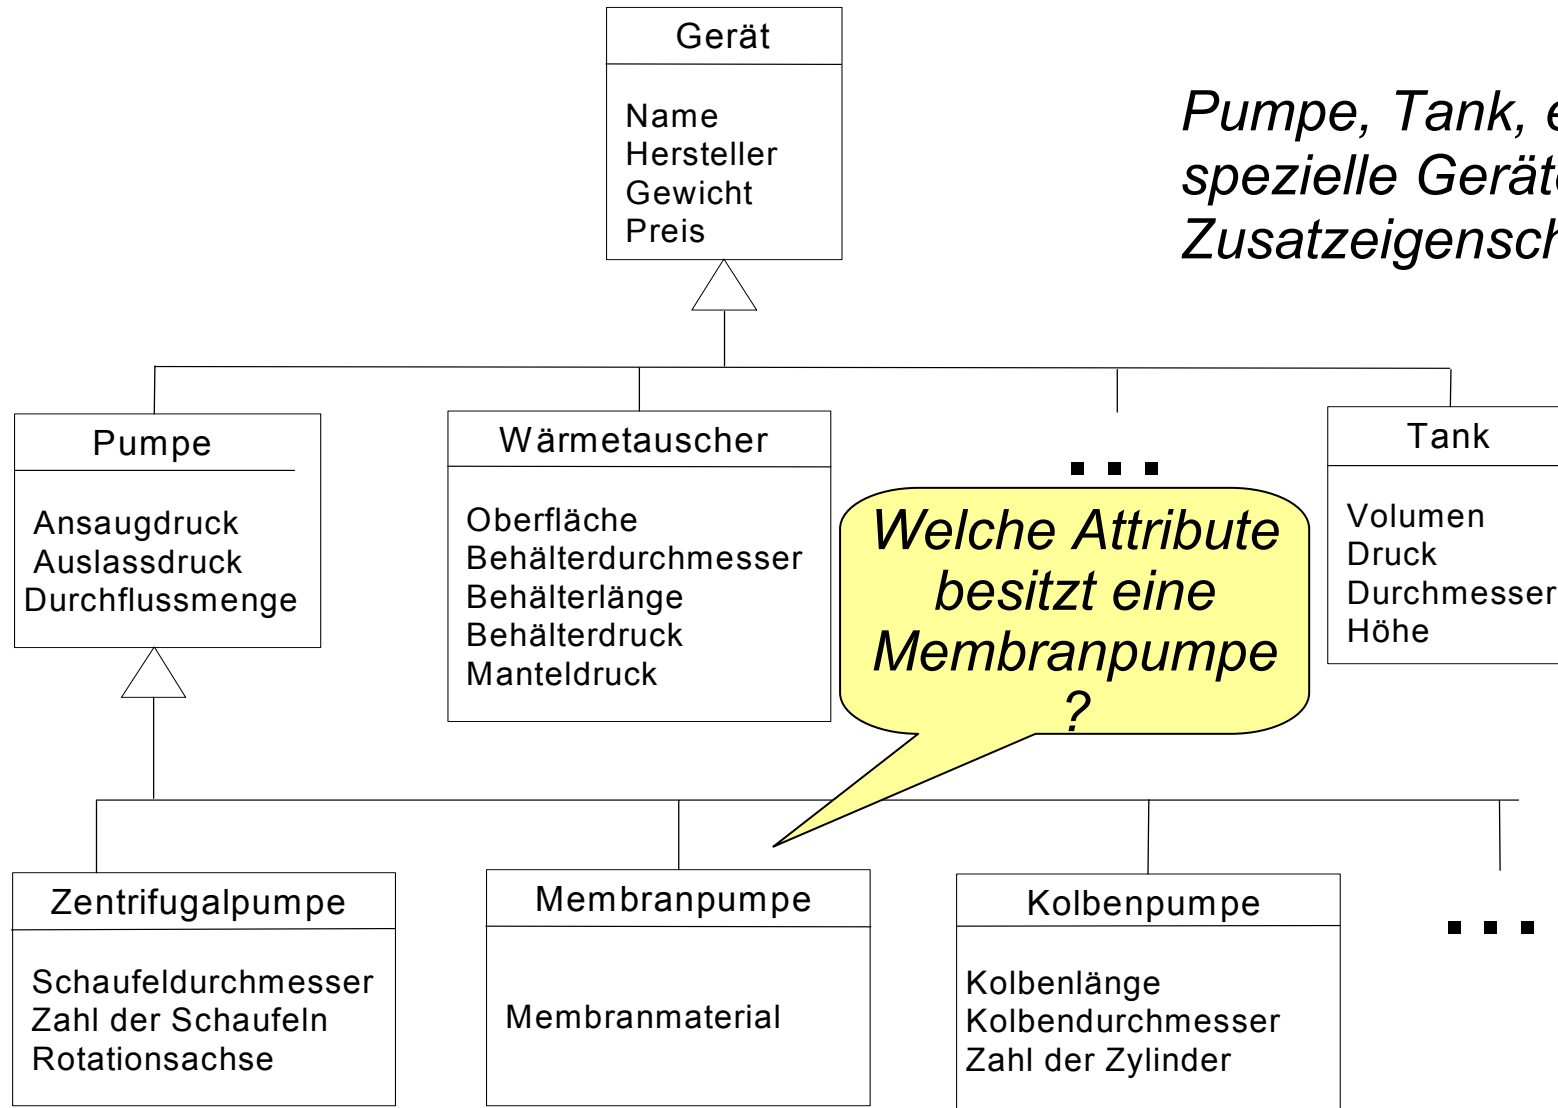 Gerät
Name
Hersteller
Gewicht
Preis
Pumpe, Tank,
spezielle
Pumpe
Ansaugdruck
Auslassdruck
Durchflussmenge
Wärmetauscher
Oberfläche
Behälterdurchmesser
Behälterlänge
Behälterdruck
Manteldruck
...
Welche Attribute
besitzt eine
Membranpumpe
?
Tank
Volumen
Druck
Durchmesser
Höhe
Zentrifugalpumpe
Schaufeldurchmesser
Zahl der Schaufeln
Rotationsachse
Membranpumpe
Membranmaterial
Kolbenpumpe
Kolbenlänge
Kolbendurchmesser
Zahl der Zylinder
...